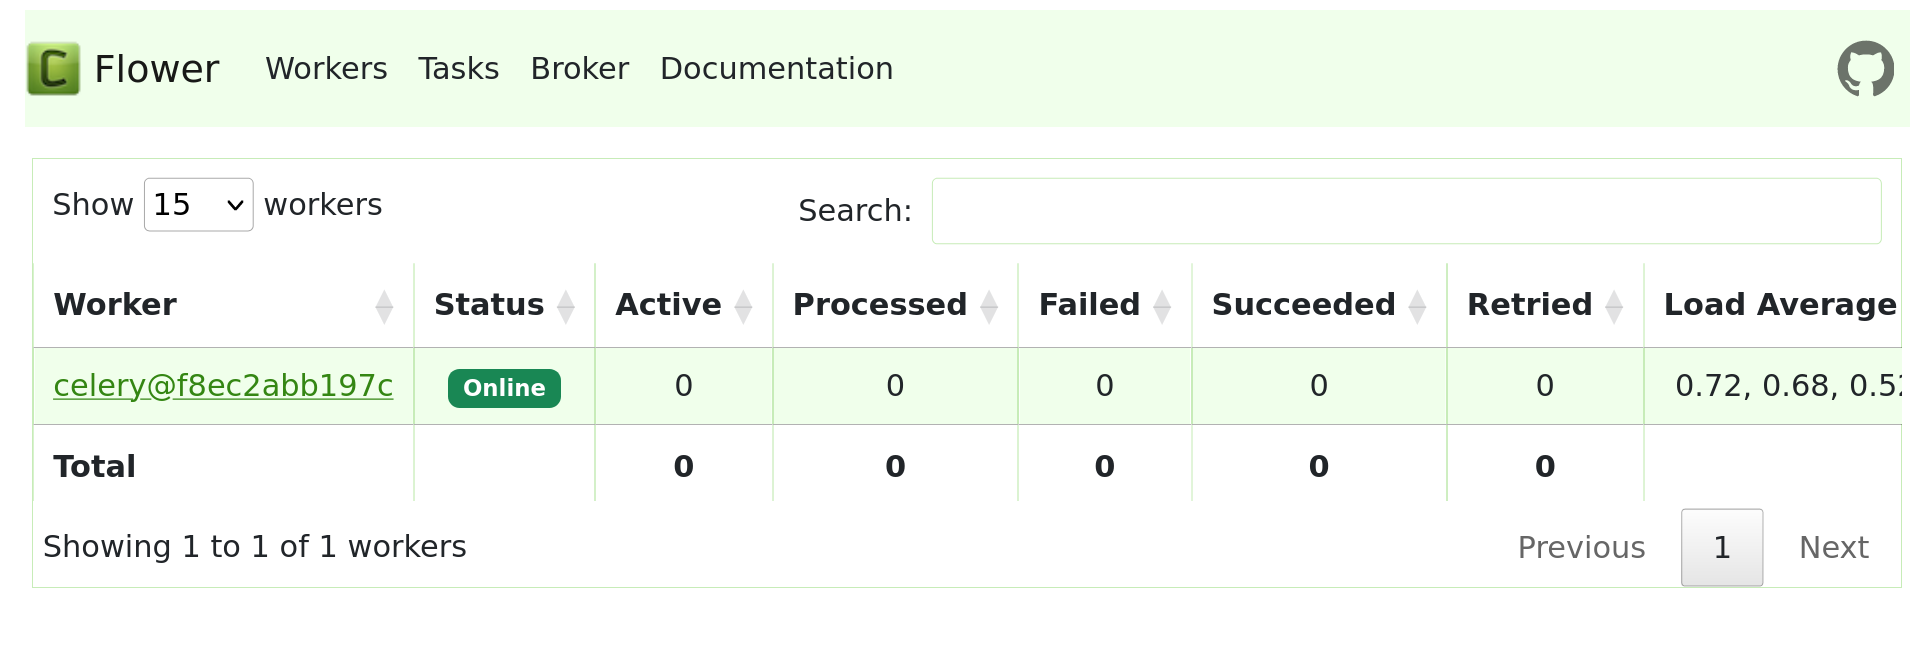 Flower Workers Tasks Broker Documentation
Show 15 workers Search:
Worker Status Active Processed Failed Succeeded Retried Load Average
celery@f8ec2abb197c Online 0 0 0 0 0 0.72, 0.68, 0.52
Total 0 0 0 0 0
Showing 1 to 1 of 1 workers Previous 1 Next